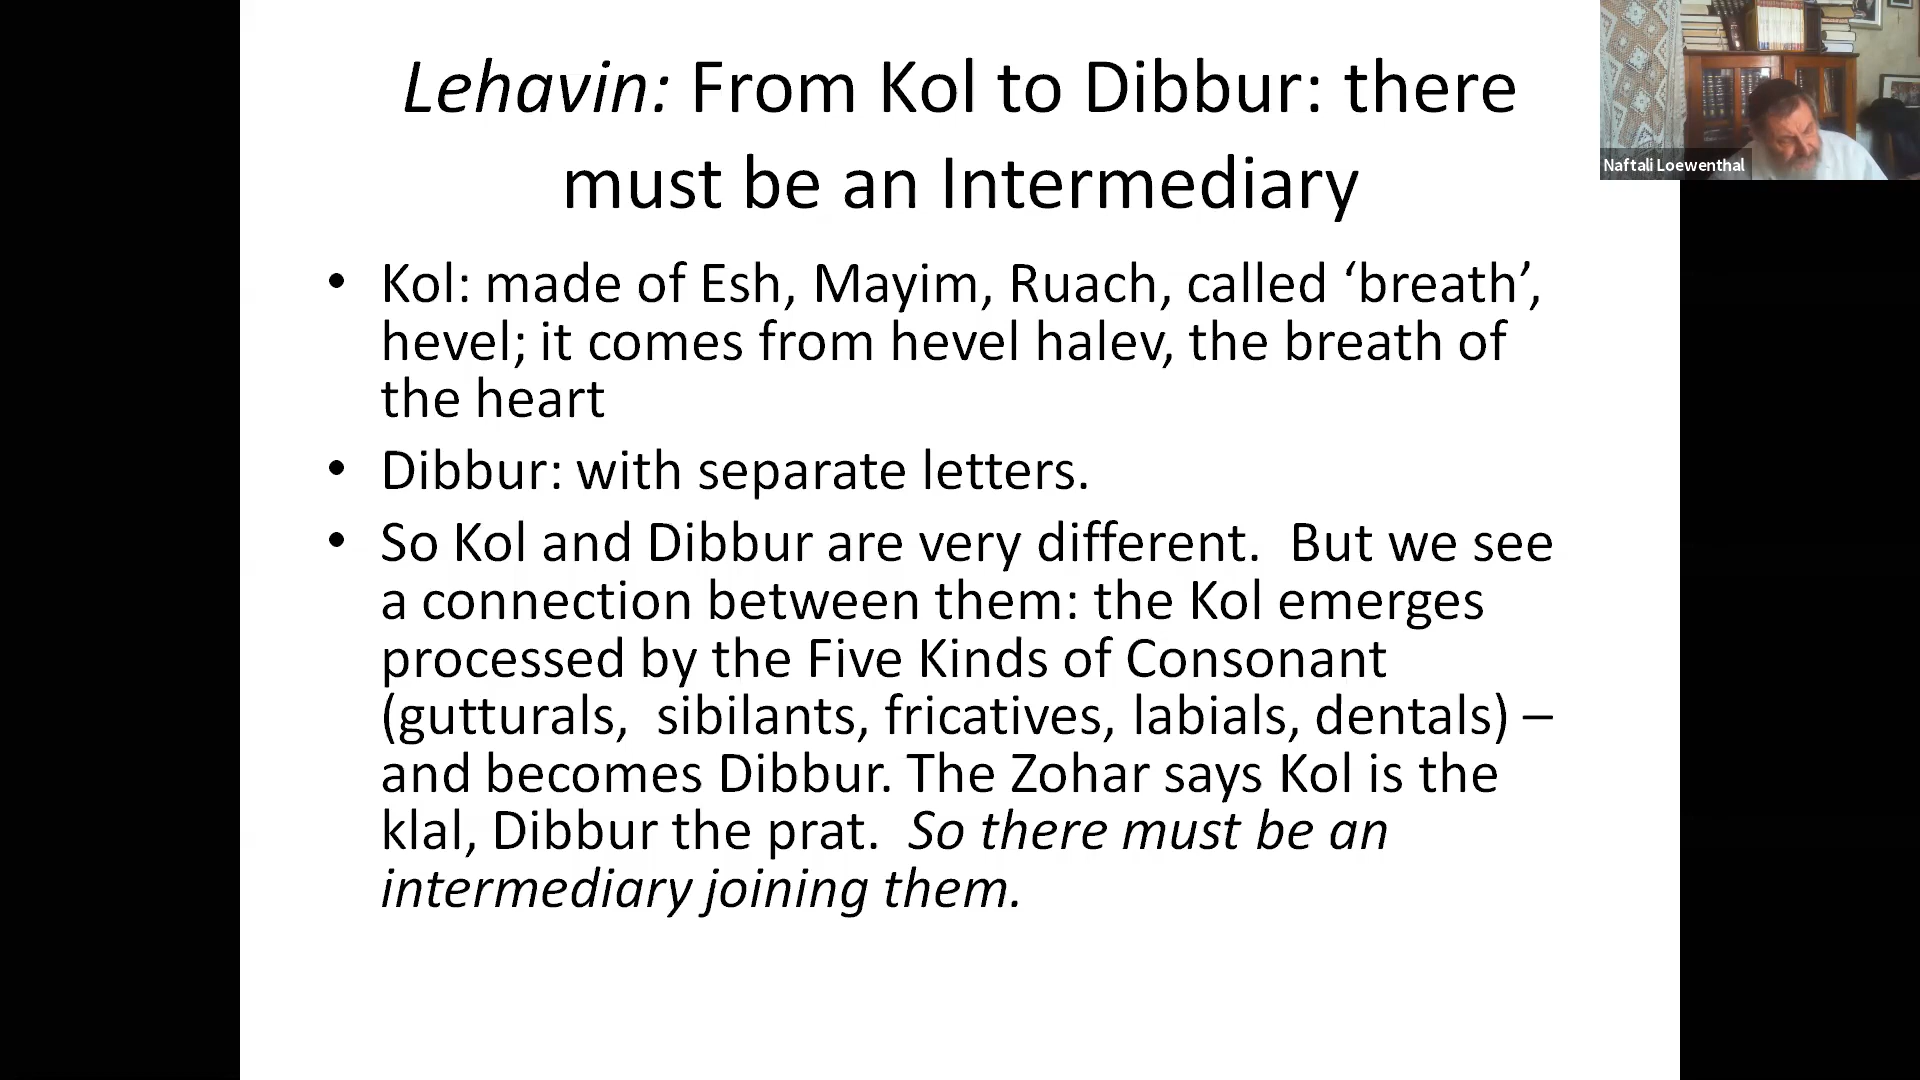 Lehavin: From Kol to Dibbur: there
must be an Intermediary
Naftali Loewenthal
• Kol: made of Esh, Mayim, Ruach, called ‘breath’,
hevel; it comes from hevel halev, the breath of
the heart
• Dibbur: with separate letters.
• So Kol and Dibbur are very different.  But we see
a connection between them: the Kol emerges
processed by the Five Kinds of Consonant
(gutturals,  sibilants, fricatives, labials, dentals) –
and becomes Dibbur. The Zohar says Kol is the
klal, Dibbur the prat.  So there must be an
intermediary joining them.